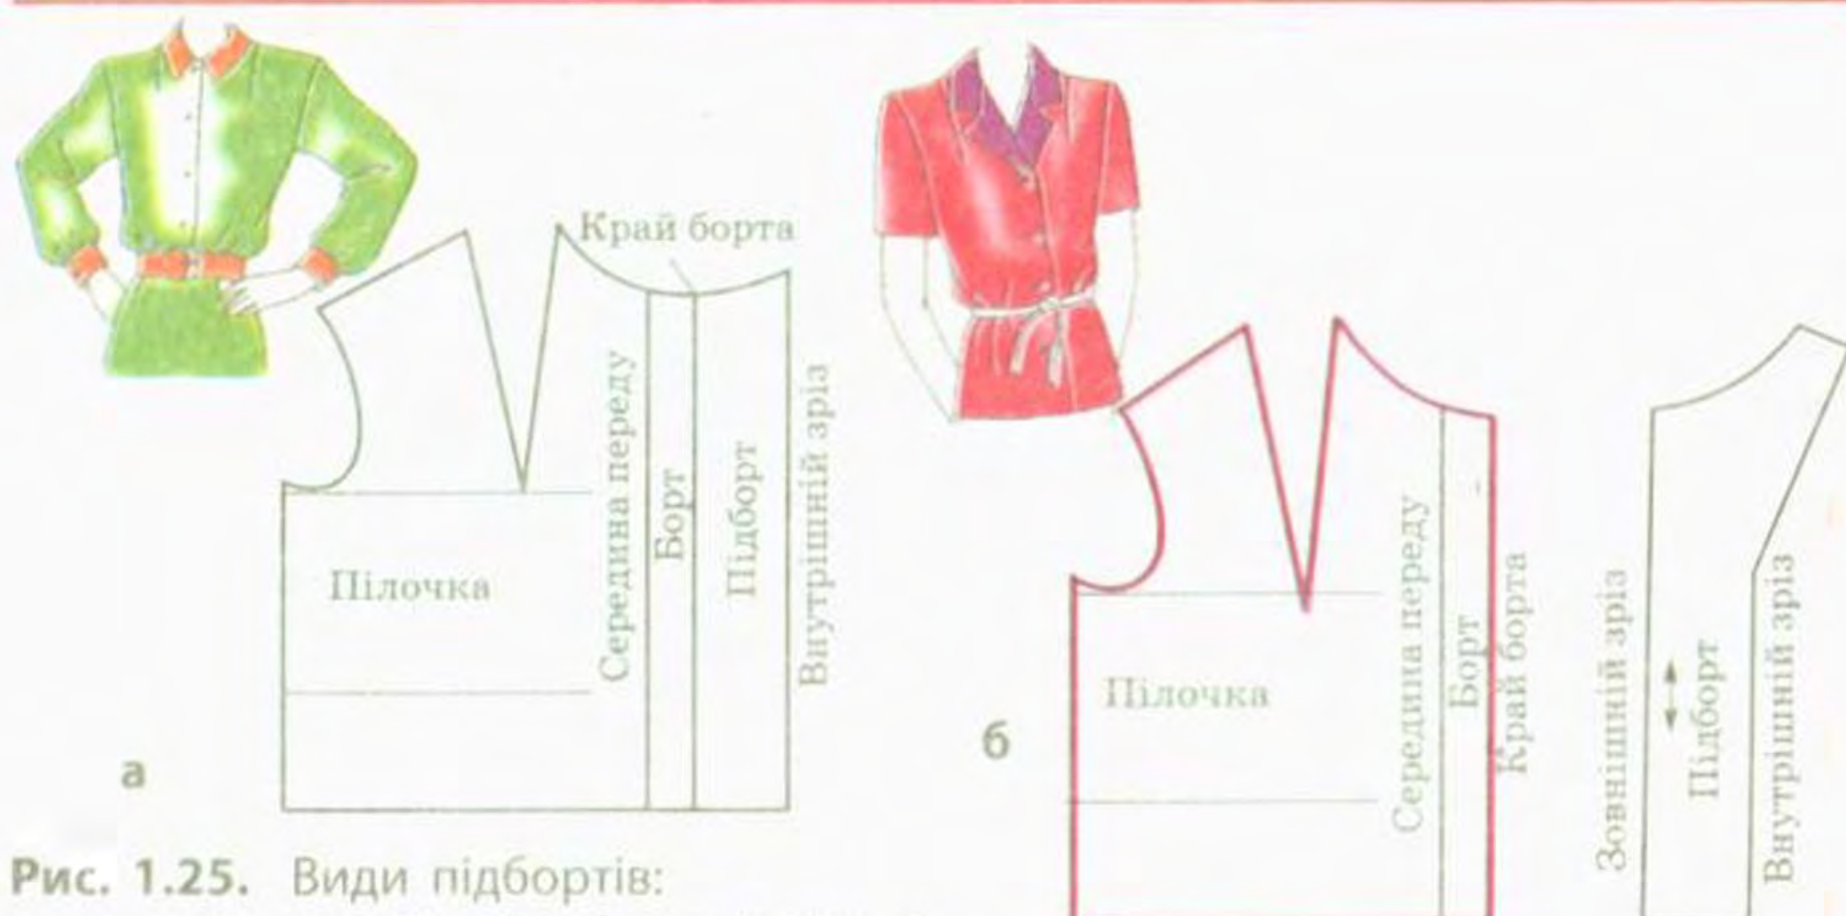 Край борта
Середина переду
Борт
Підборт
Внутрішній зріз
Пілочка
а
Середина переду
Борт
Край борта
Пілочка
б
Зовнішній зріз
Підборт
Внутрішній зріз
Рис. 1.25. Види підбортів: